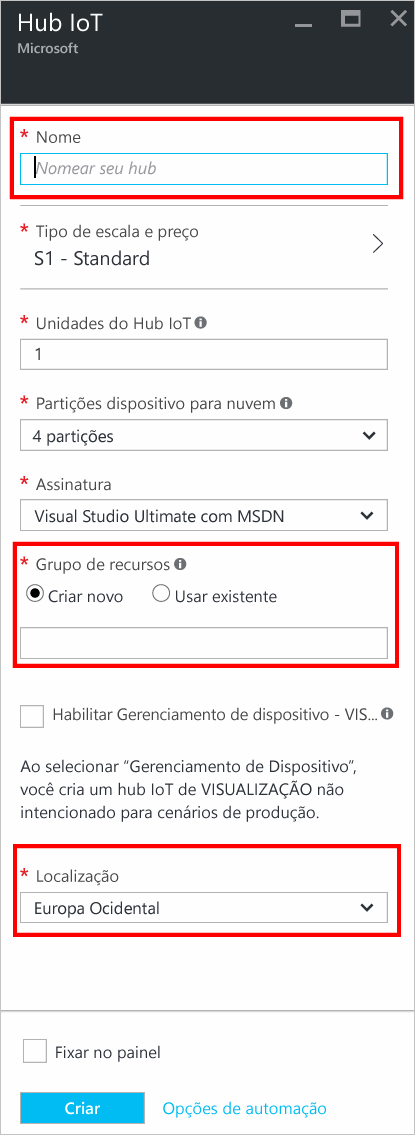 Hub IoT
Microsoft
* Nome
Nomear seu hub
* Tipo de escala e preço
S1 - Standard
* Unidades do Hub IoT
1
* Partições dispositivo para nuvem
4 partições
* Assinatura
Visual Studio Ultimate com MSDN
* Grupo de recursos
Criar novo Usar existente
Habilitar Gerenciamento de dispositivo - VIS...
Ao selecionar “Gerenciamento de Dispositivo”,
você cria um hub IoT de VISUALIZAÇÃO não
intencionado para cenários de produção.
* Localização
Europa Ocidental
Fixar no painel
Criar Opções de automação